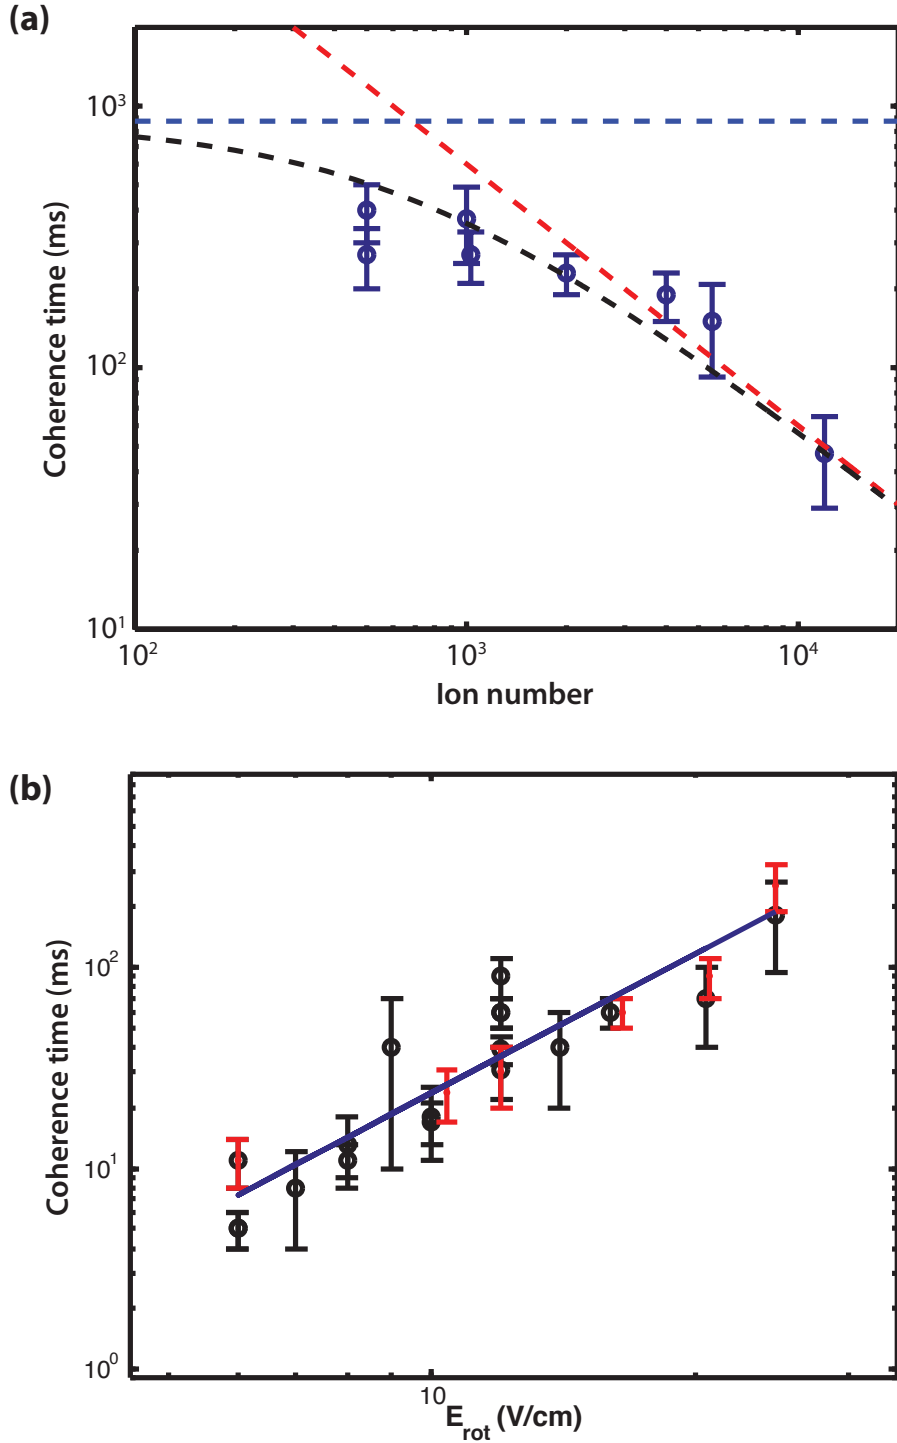 (a)
10³
10²
10¹
Coherence time (ms)
10² 10³ 10⁴
Ion number
(b)
10²
10¹
10⁰
Coherence time (ms)
10
E_rot (V/cm)